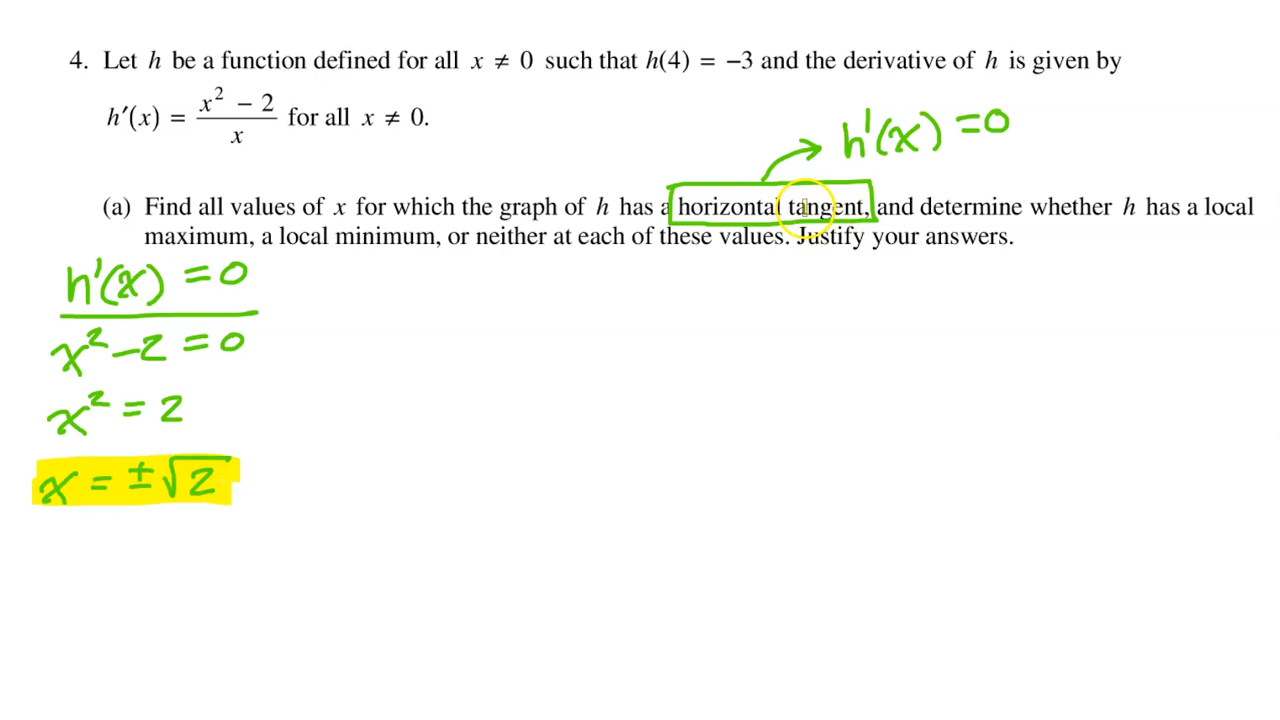 4. Let h be a function defined for all x ≠ 0 such that h(4) = −3 and the derivative of h is given by
h′(x) = (x² − 2)/x for all x ≠ 0.
h'(x) = 0
(a) Find all values of x for which the graph of h has a horizontal tangent, and determine whether h has a local
maximum, a local minimum, or neither at each of these values. Justify your answers.
h'(x) = 0
x² − 2 = 0
x² = 2
x = ±√2